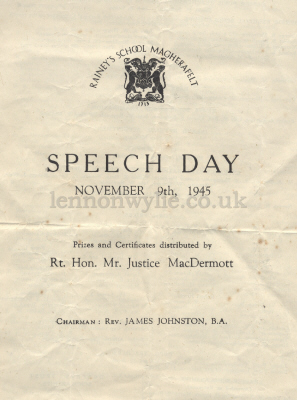 RAINEY'S SCHOOL MAGHERAFELT
1713
SPEECH DAY
NOVEMBER 9th, 1945
lennonwylie.co.uk
Prizes and Certificates distributed by
Rt. Hon. Mr. Justice MacDermott
CHAIRMAN : REV. JAMES JOHNSTON, B.A.